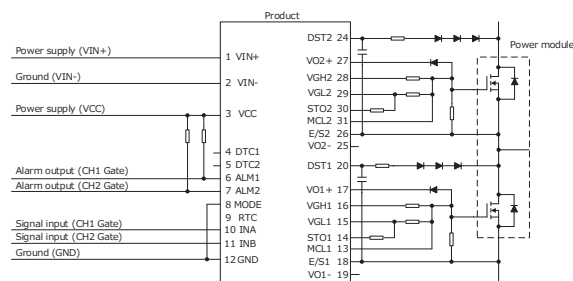 Product
Power supply (VIN+)
1 VIN+
Ground (VIN-)
2 VIN-
Power supply (VCC)
3 VCC
4 DTC1
5 DTC2
Alarm output (CH1 Gate)
6 ALM1
Alarm output (CH2 Gate)
7 ALM2
8 MODE
9 RTC
Signal input (CH1 Gate)
10 INA
Signal input (CH2 Gate)
11 INB
Ground (GND)
12 GND
DST2 24
VO2+ 27
VGH2 28
VGL2 29
STO2 30
MCL2 31
E/S2 26
VO2- 25
DST1 20
VO1+ 17
VGH1 16
VGL1 15
STO1 14
MCL1 13
E/S1 18
VO1- 19
Power module